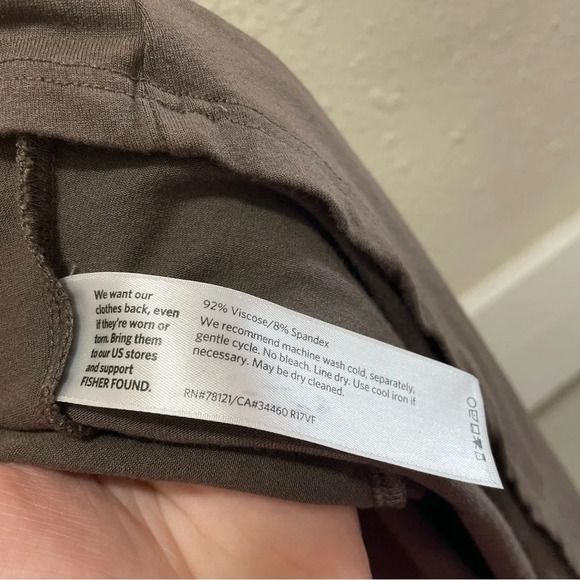 We want our
clothes back, even
if they're worn or
torn. Bring them
to our US stores
and support
FISHER FOUND.
92% Viscose/8% Spandex
We recommend machine wash cold, separately,
gentle cycle. No bleach. Line dry. Use cool iron if
necessary. May be dry cleaned.
RN#78121/CA#34460 R17VF